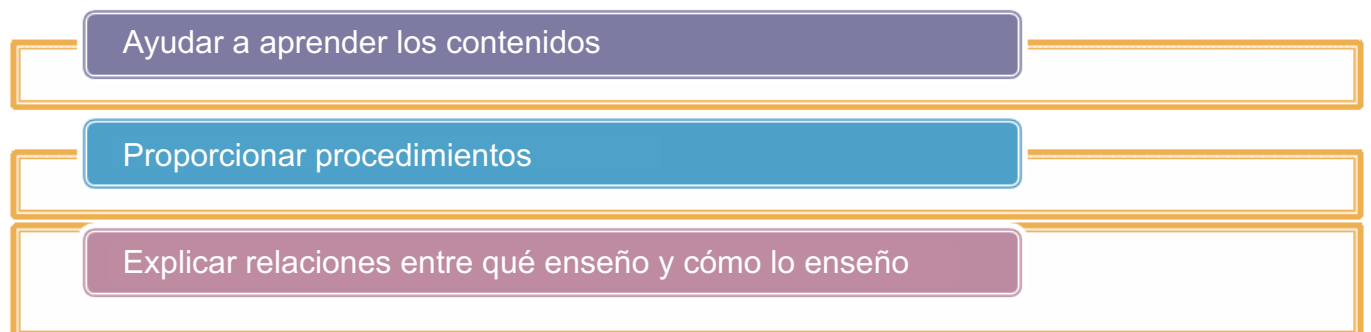 Ayudar a aprender los contenidos
Proporcionar procedimientos
Explicar relaciones entre qué enseño y cómo lo enseño